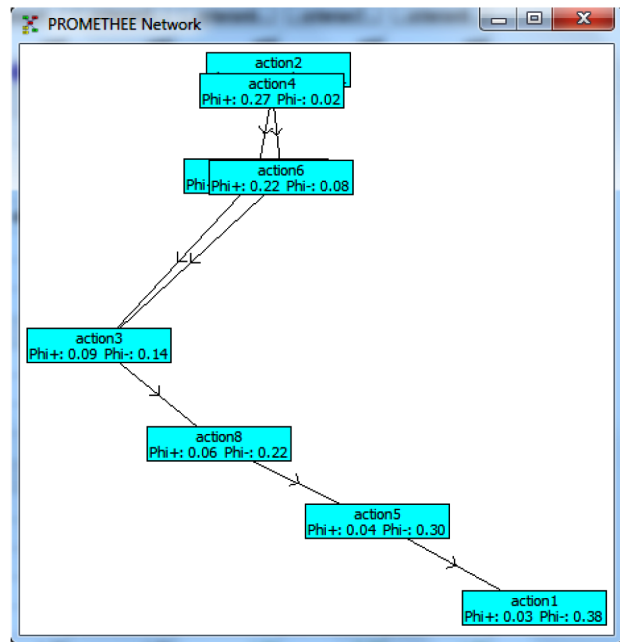 PROMETHEE Network
action2
action4
Phi+: 0.27 Phi-: 0.02
action6
Phi Phi+: 0.22 Phi-: 0.08
action3
Phi+: 0.09 Phi-: 0.14
action8
Phi+: 0.06 Phi-: 0.22
action5
Phi+: 0.04 Phi-: 0.30
action1
Phi+: 0.03 Phi-: 0.38